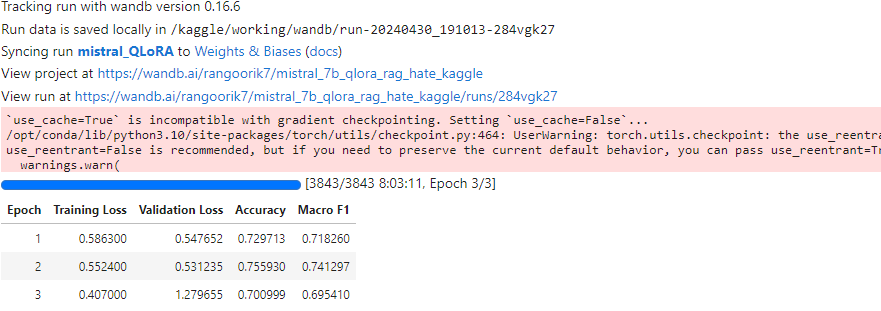 Tracking run with wandb version 0.16.6
Run data is saved locally in /kaggle/working/wandb/run-20240430_191013-284vgk27
Syncing run mistral_QLoRA to Weights & Biases (docs)
View project at https://wandb.ai/rangoorik7/mistral_7b_qlora_rag_hate_kaggle
View run at https://wandb.ai/rangoorik7/mistral_7b_qlora_rag_hate_kaggle/runs/284vgk27
`use_cache=True` is incompatible with gradient checkpointing. Setting `use_cache=False`...
/opt/conda/lib/python3.10/site-packages/torch/utils/checkpoint.py:464: UserWarning: torch.utils.checkpoint: the use_reentra
use_reentrant=False is recommended, but if you need to preserve the current default behavior, you can pass use_reentrant=Tr
warnings.warn(
[3843/3843 8:03:11, Epoch 3/3]
Epoch Training Loss Validation Loss Accuracy Macro F1
1 0.586300 0.547652 0.729713 0.718260
2 0.552400 0.531235 0.755930 0.741297
3 0.407000 1.279655 0.700999 0.695410